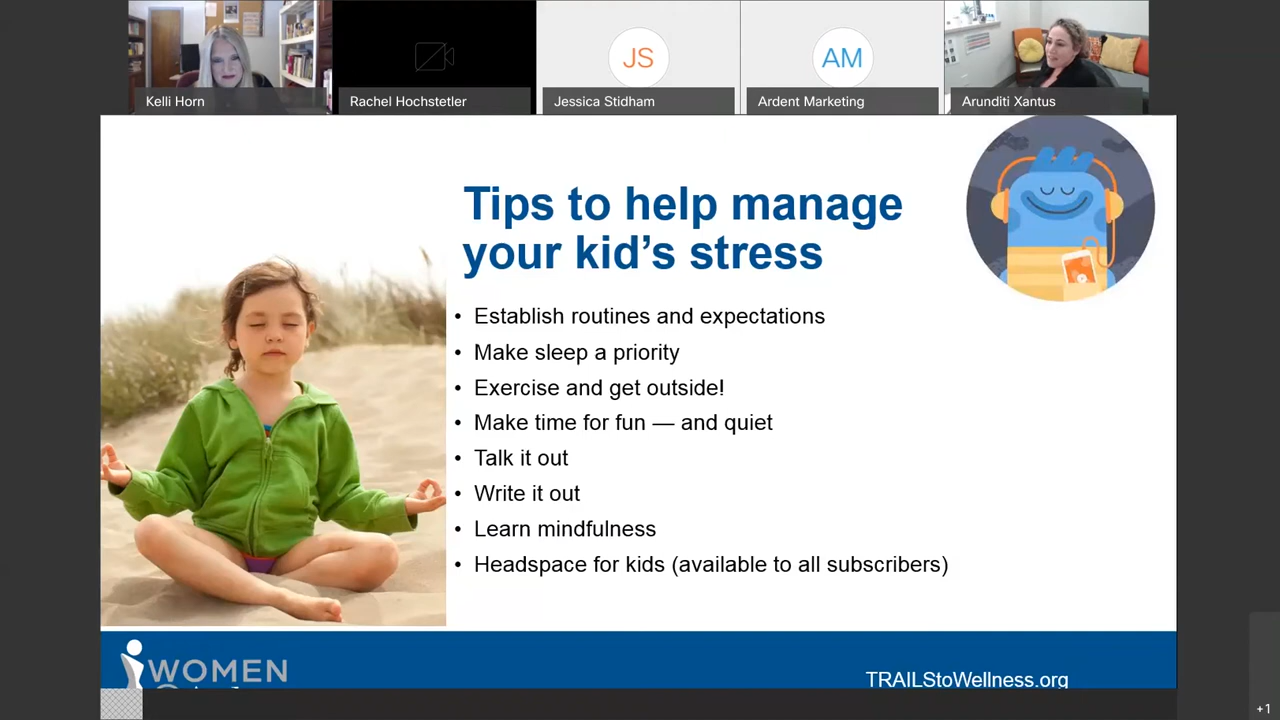 Kelli Horn
Rachel Hochstetler
JS
Jessica Stidham
AM
Ardent Marketing
Arunditi Xantus
Tips to help manage
your kid’s stress
• Establish routines and expectations
• Make sleep a priority
• Exercise and get outside!
• Make time for fun — and quiet
• Talk it out
• Write it out
• Learn mindfulness
• Headspace for kids (available to all subscribers)
WOMEN
TRAILStoWellness.org
+1